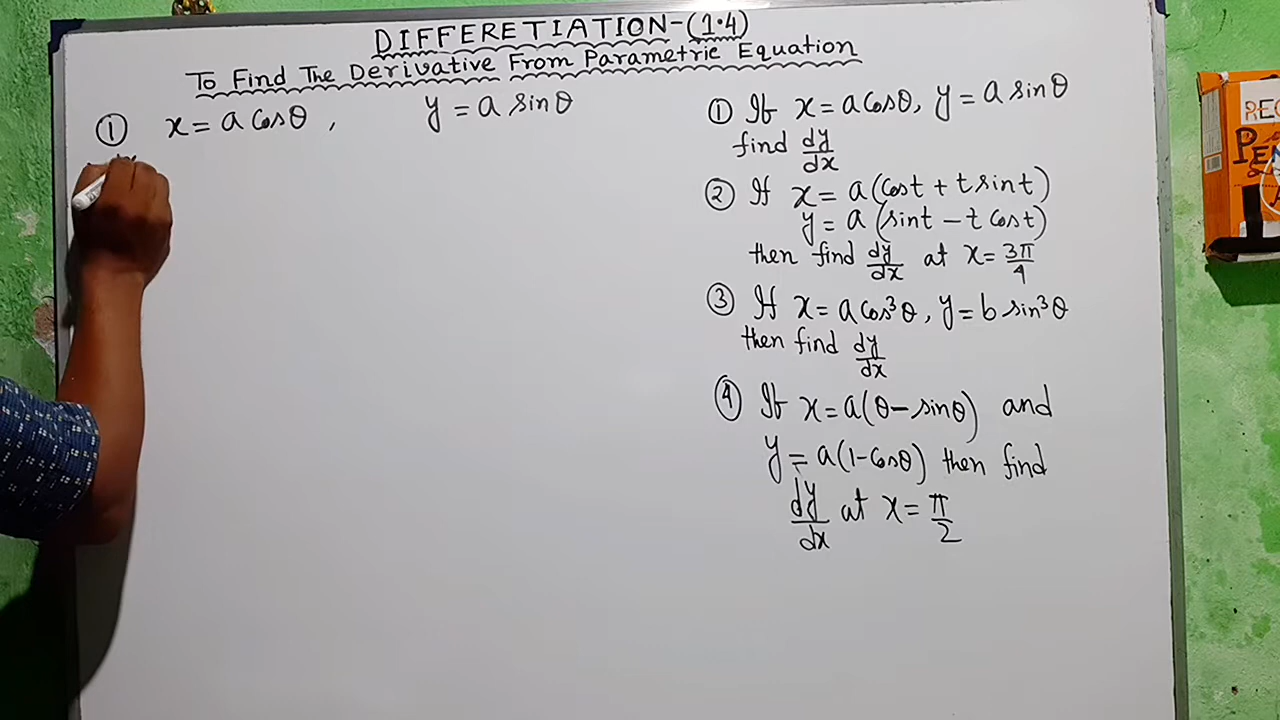 DIFFERETIATION-(1.4)
To Find The Derivative From Parametric Equation
① x = a cosθ , y = a sinθ
① If x = a cosθ, y = a sinθ
find dy/dx
② If x = a(cost + t sint)
y = a (sint - t cost)
then find dy/dx at x = 3π/4
③ If x = a cos³θ, y = b sin³θ
then find dy/dx
④ If x = a(θ - sinθ) and
y = a(1-cosθ) then find
dy/dx at x = π/2